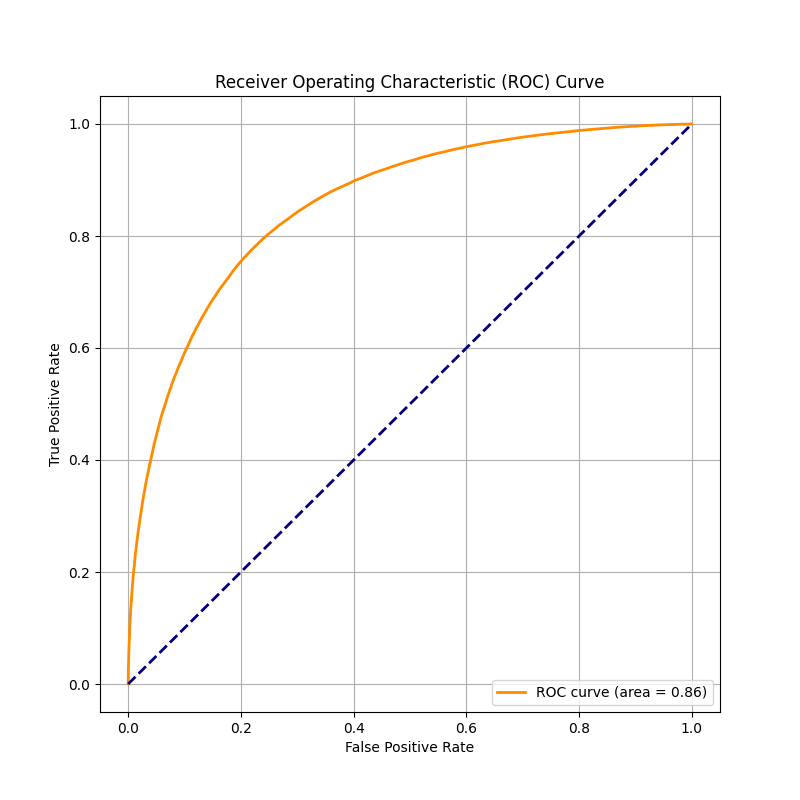 Receiver Operating Characteristic (ROC) Curve
1.0
0.8
0.6
0.4
0.2
0.0
True Positive Rate
ROC curve (area = 0.86)
0.0 0.2 0.4 0.6 0.8 1.0
False Positive Rate